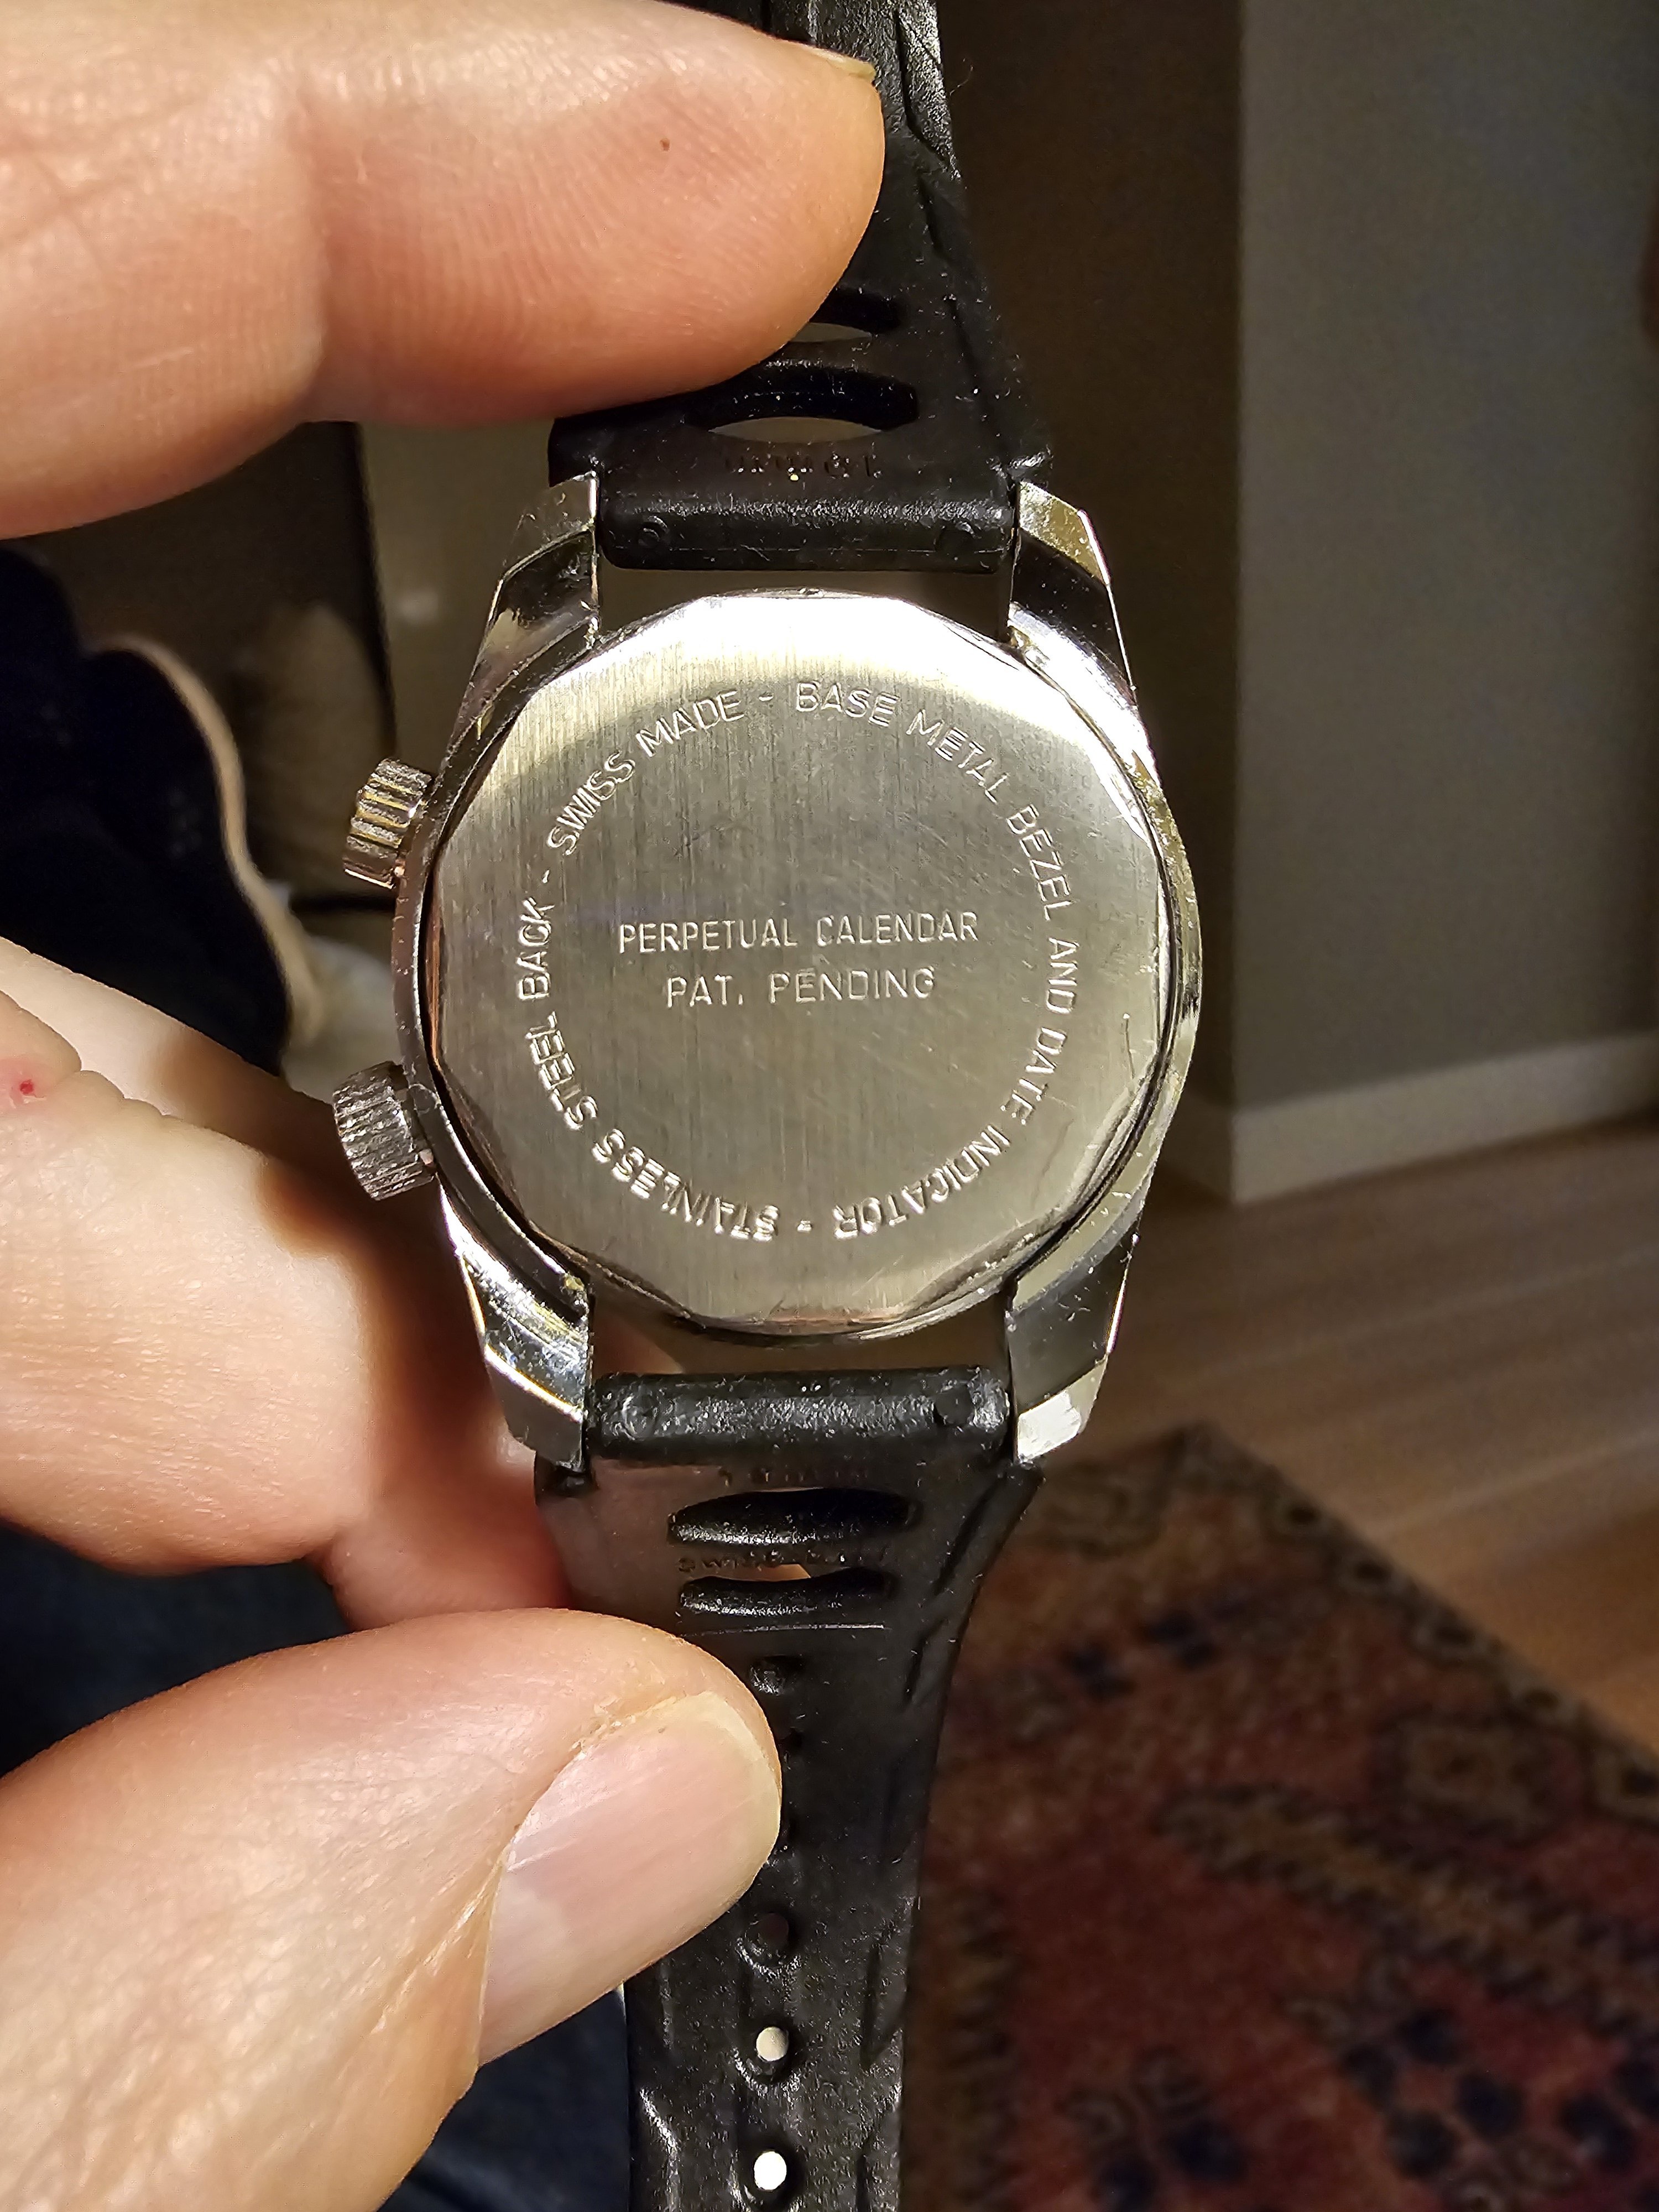 SWISS MADE - BASE METAL BEZEL AND DATE INDICATOR - STAINLESS STEEL BACK -
PERPETUAL CALENDAR
PAT. PENDING